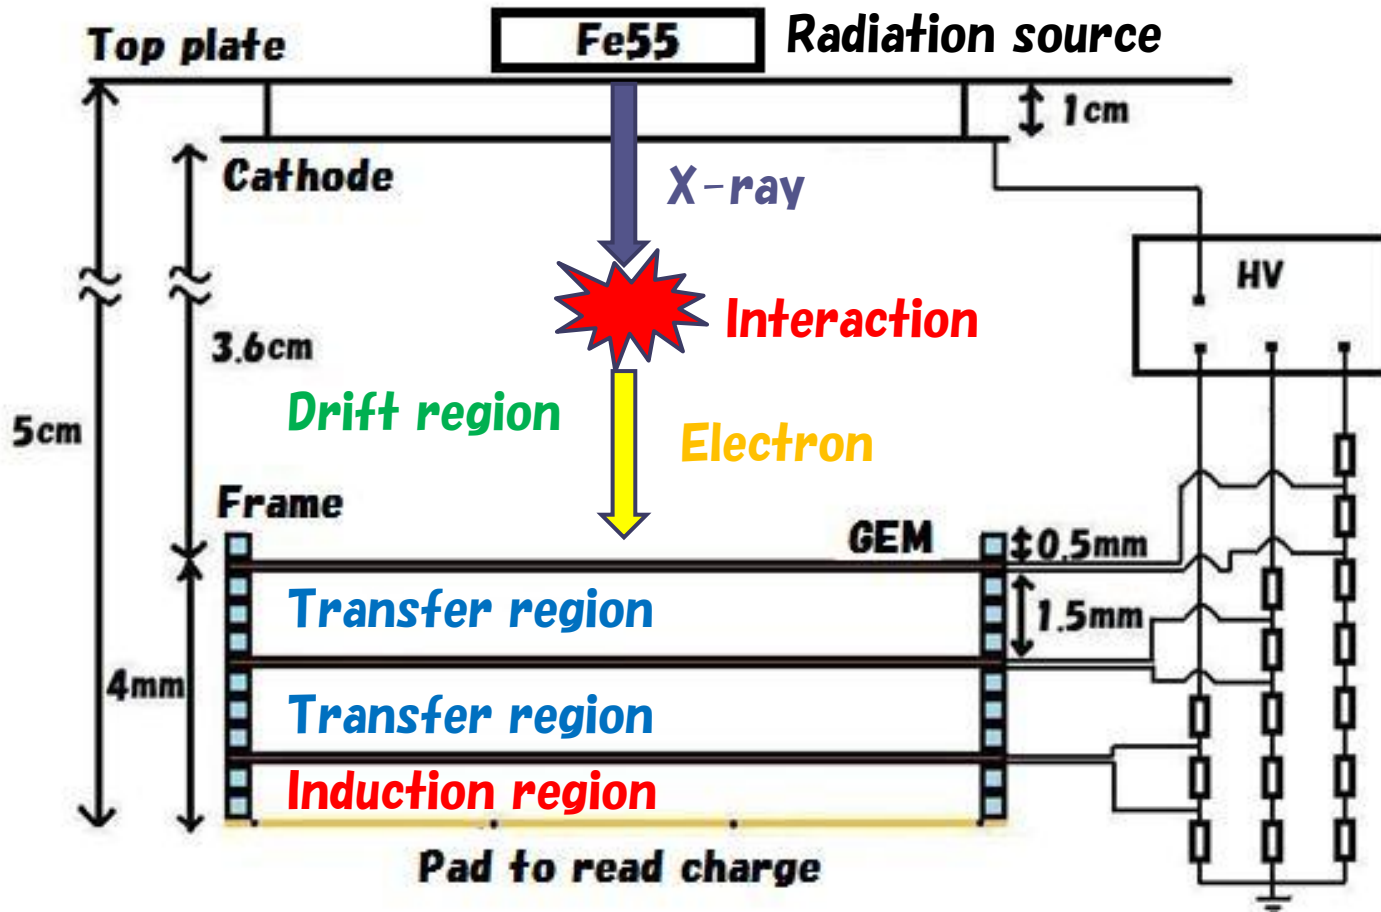 Top plate
Fe55
Radiation source
1cm
Cathode
X-ray
HV
Interaction
3.6cm
Drift region
5cm
Electron
Frame
GEM
0.5mm
Transfer region
1.5mm
4mm
Transfer region
Induction region
Pad to read charge